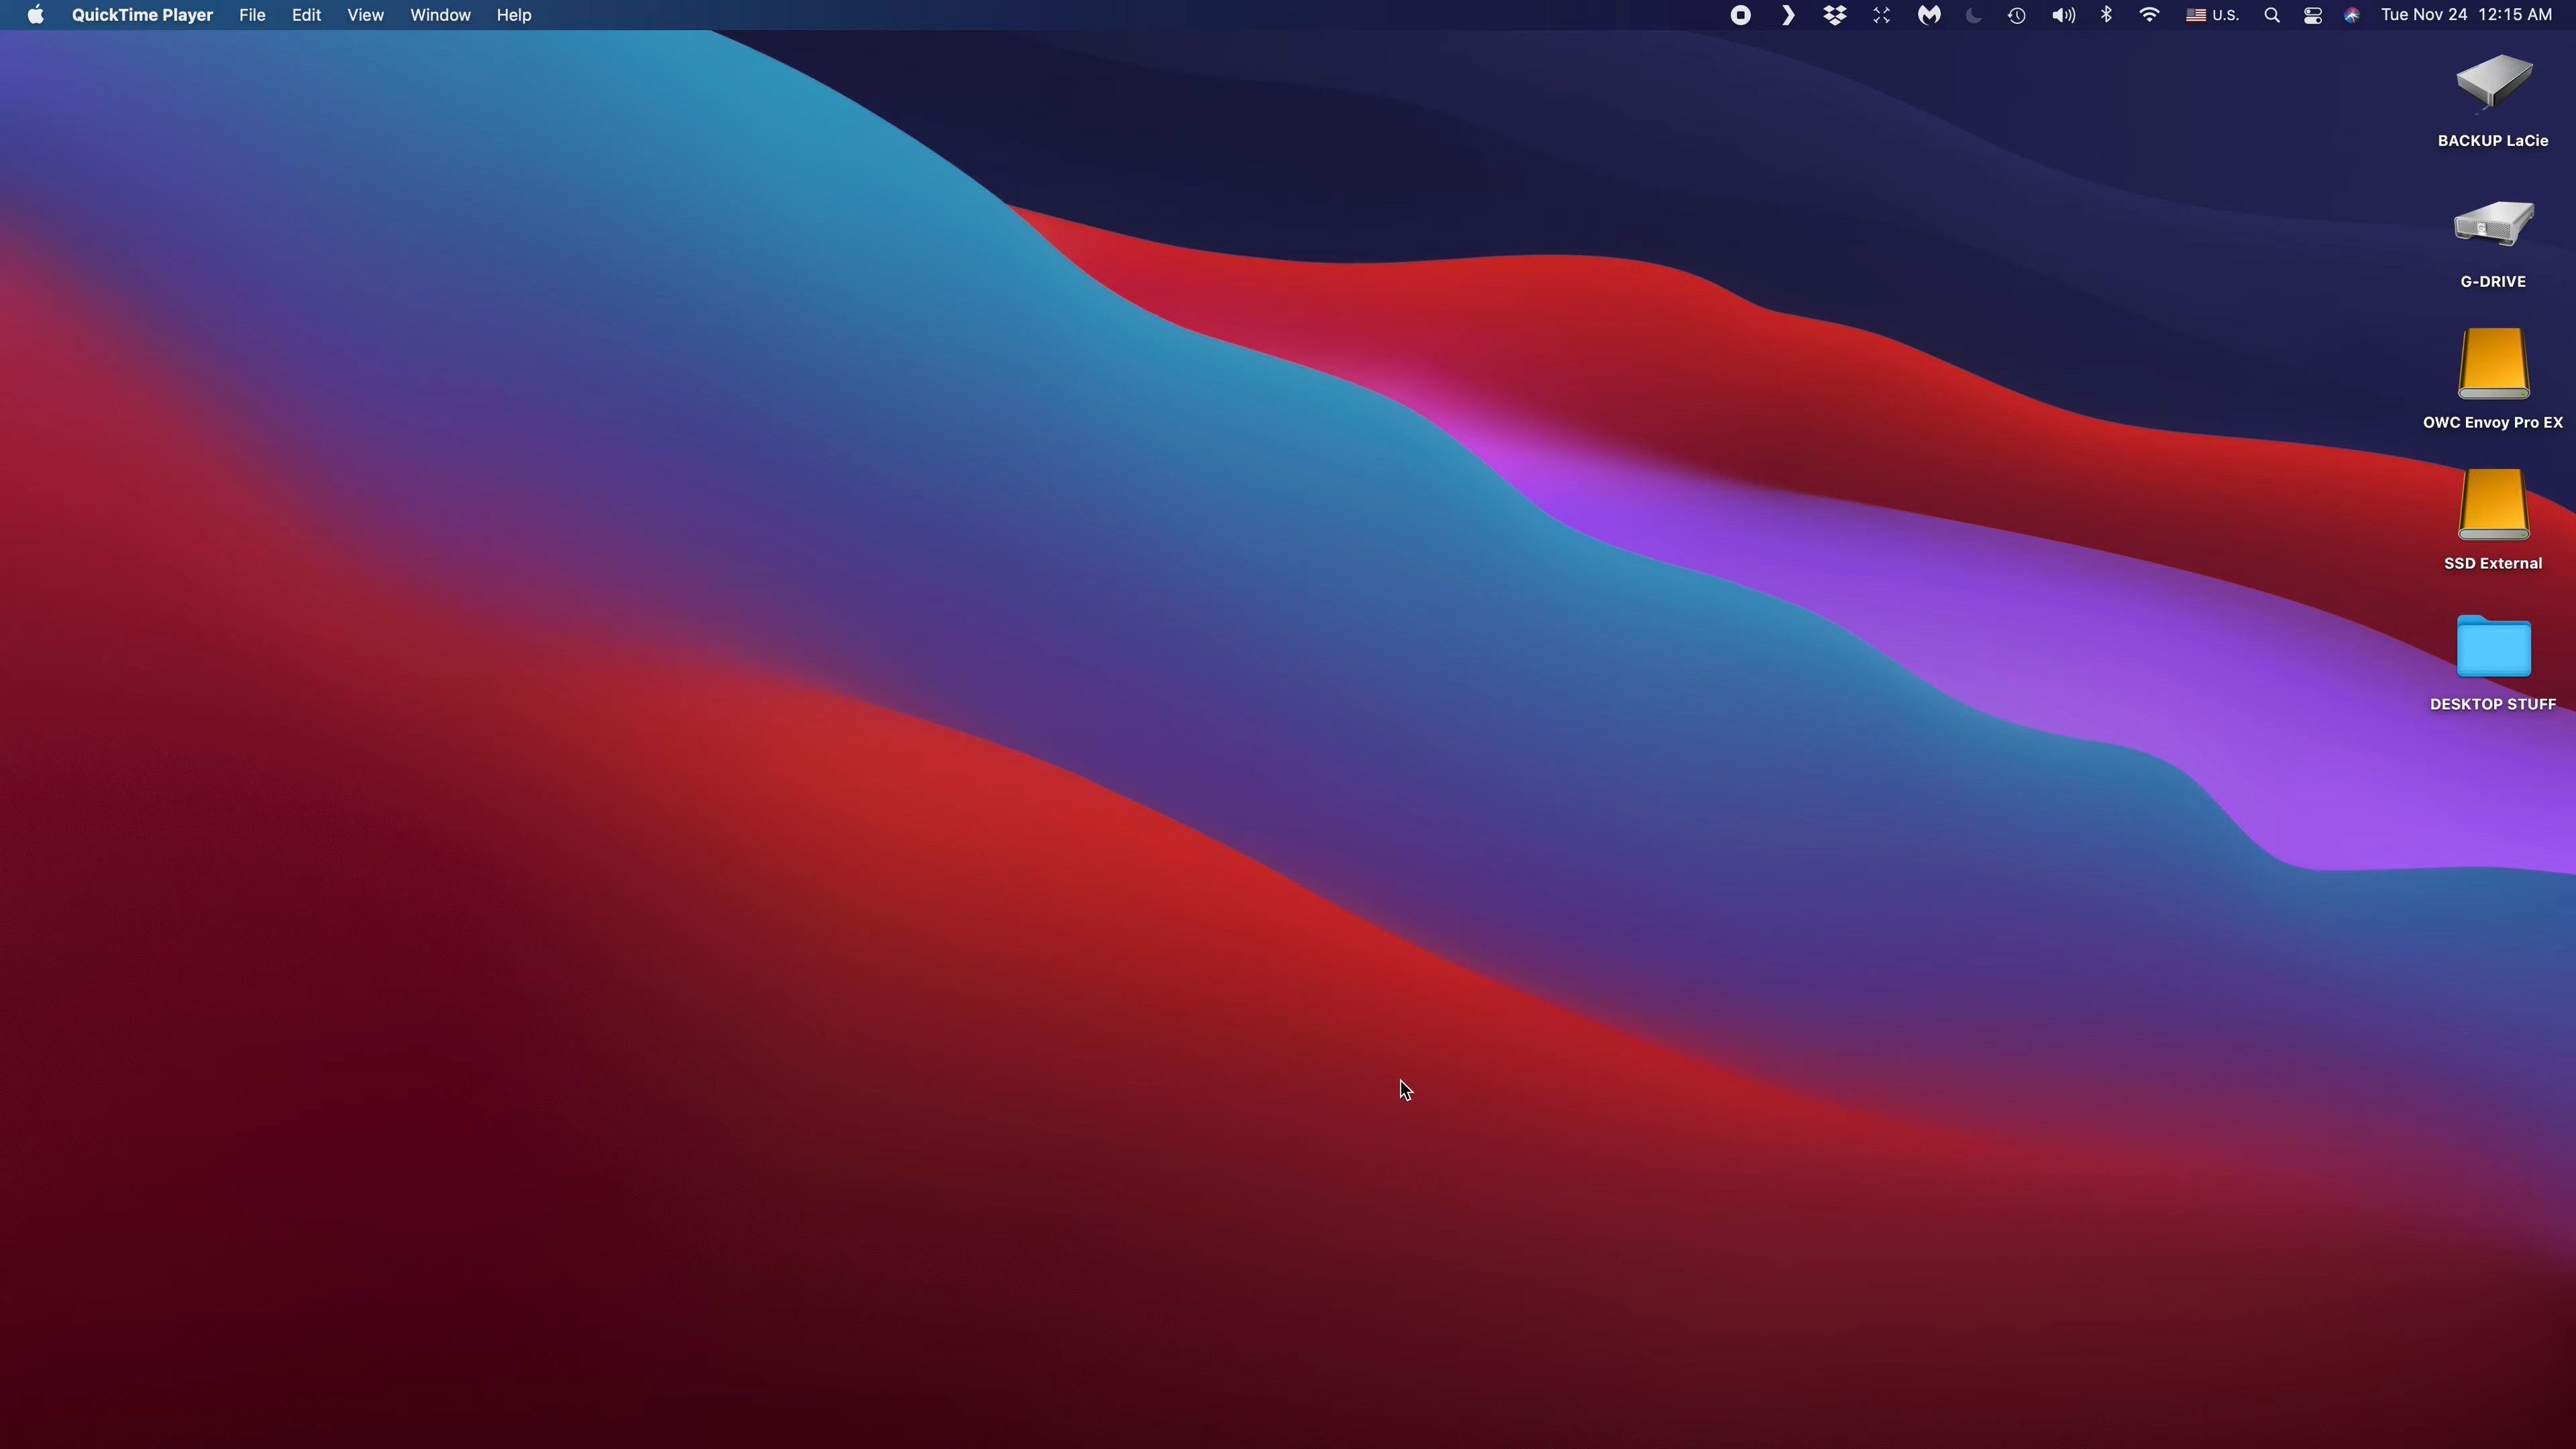 QuickTime Player File Edit View Window Help U.S. Tue Nov 24 12:15 AM
BACKUP LaCie
G-DRIVE
OWC Envoy Pro EX
SSD External
DESKTOP STUFF